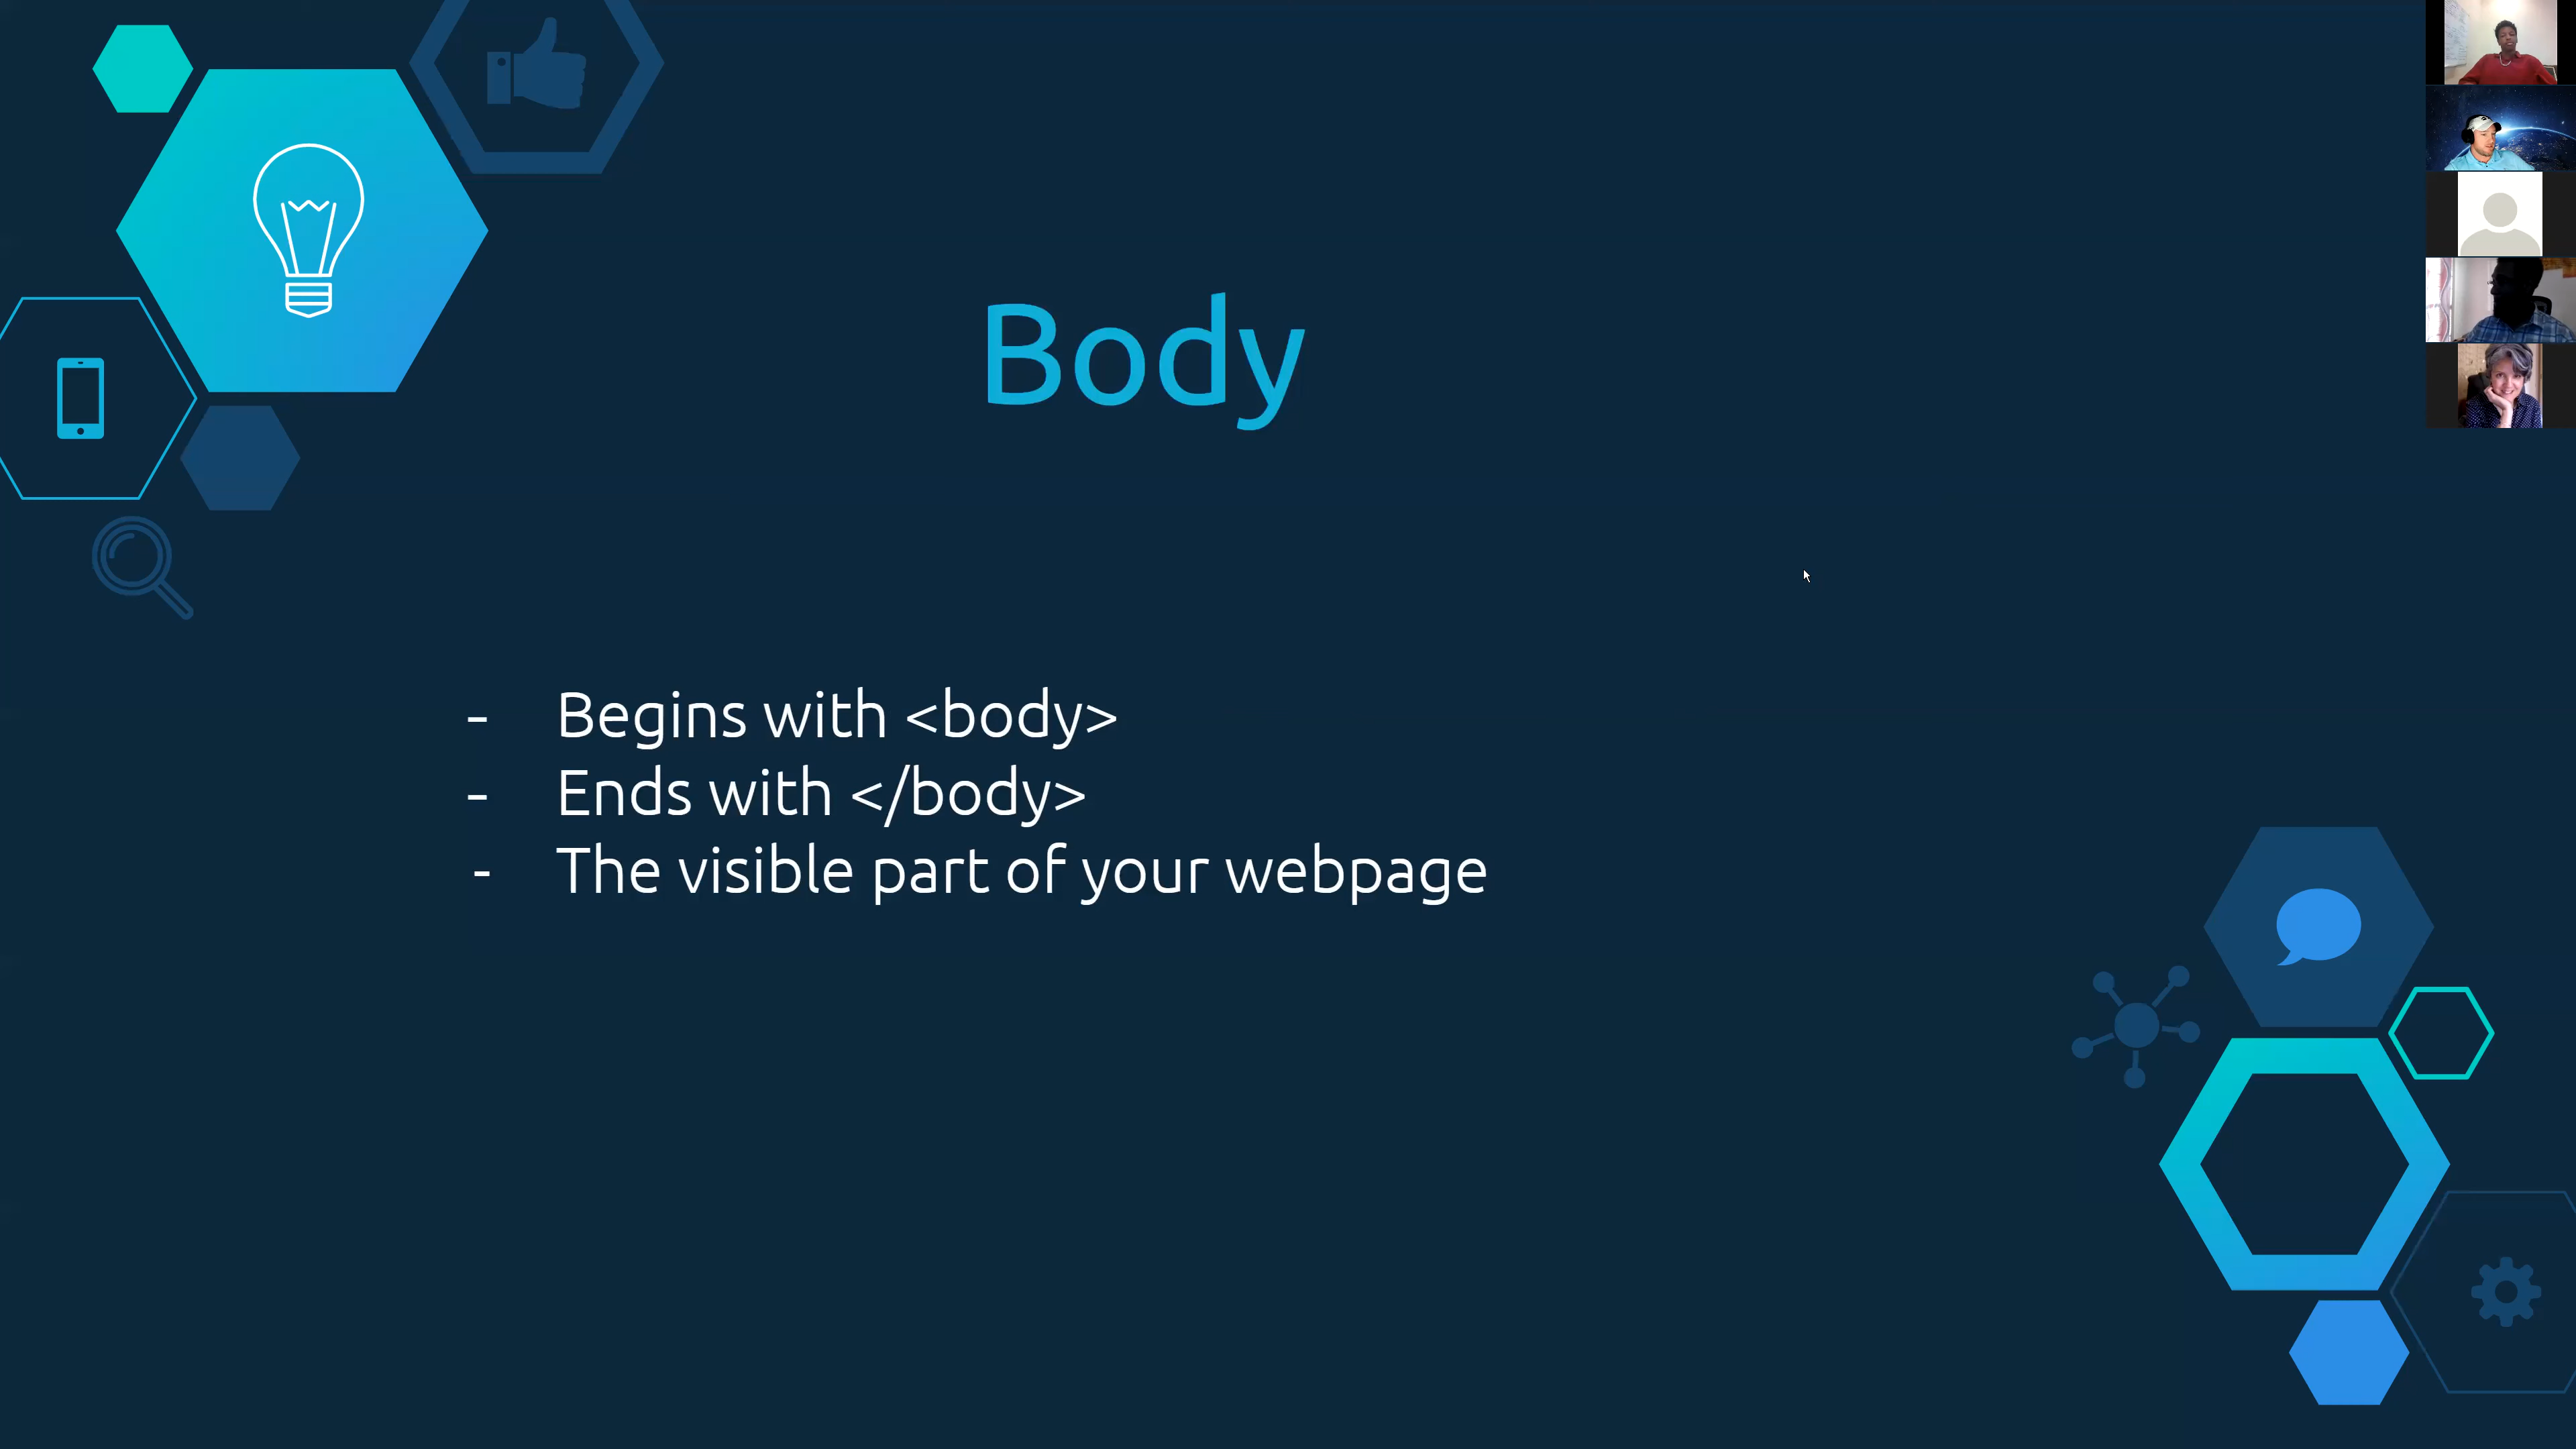 Body
- Begins with <body>
- Ends with </body>
- The visible part of your webpage